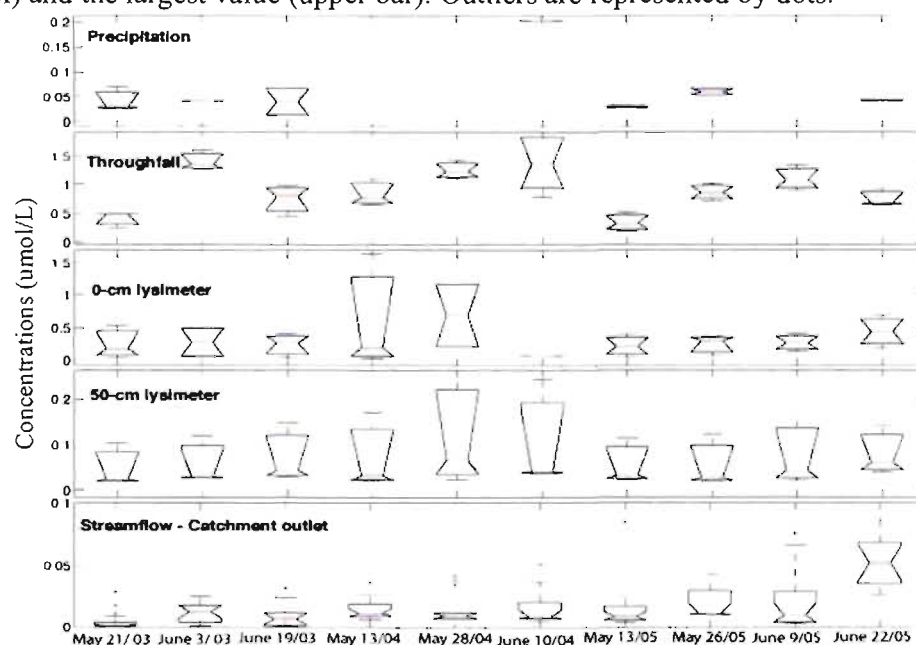 and the largest value (upper bar). Outliers are represented by dots.
Concentrations (umol/L)
Precipitation
0 2
0 15
0 1
0 05
0
Throughfall
1 5
1
0 5
0
0-cm lysimeter
1 5
1
0 5
0
50-cm lysimeter
0 2
0 1
0
Streamflow - Catchment outlet
0 1
0 05
0
May 21/03 June 3/03 June 19/03 May 13/04 May 28/04 June 10/04 May 13/05 May 26/05 June 9/05 June 22/05